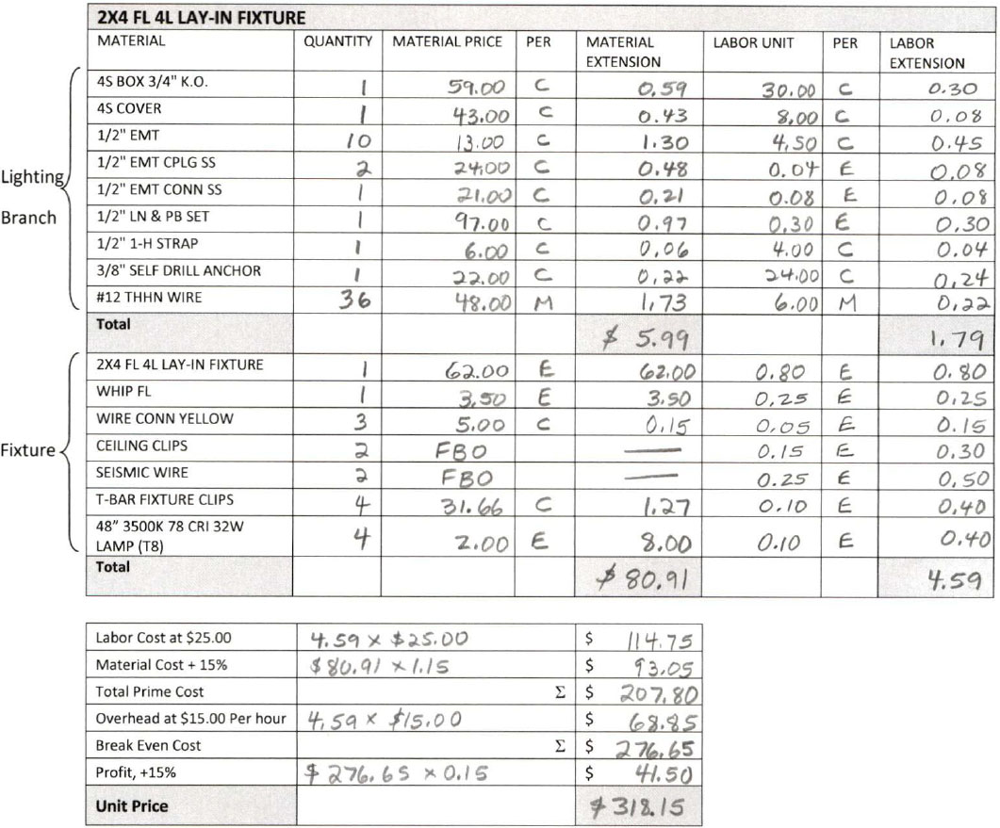 2X4 FL 4L LAY-IN FIXTURE
MATERIAL QUANTITY MATERIAL PRICE PER MATERIAL EXTENSION LABOR UNIT PER LABOR EXTENSION
4S BOX 3/4" K.O. 1 59.00 C 0.59 30.00 C 0.30
4S COVER 1 43.00 C 0.43 8.00 C 0.08
1/2" EMT 10 13.00 C 1.30 4.50 C 0.45
1/2" EMT CPLG SS 2 24.00 C 0.48 0.04 E 0.08
Lighting
1/2" EMT CONN SS 1 21.00 C 0.21 0.08 E 0.08
Branch
1/2" LN & PB SET 1 97.00 C 0.97 0.30 E 0.30
1/2" 1-H STRAP 1 6.00 C 0.06 4.00 C 0.04
3/8" SELF DRILL ANCHOR 1 22.00 C 0.22 24.00 C 0.24
#12 THHN WIRE 36 48.00 M 1.73 6.00 M 0.22
Total $ 5.99 1.79
2X4 FL 4L LAY-IN FIXTURE 1 62.00 E 62.00 0.80 E 0.80
WHIP FL 1 3.50 E 3.50 0.25 E 0.25
WIRE CONN YELLOW 3 5.00 C 0.15 0.05 E 0.15
Fixture
CEILING CLIPS 2 FBO — 0.15 E 0.30
SEISMIC WIRE 2 FBO — 0.25 E 0.50
T-BAR FIXTURE CLIPS 4 31.66 C 1.27 0.10 E 0.40
48" 3500K 78 CRI 32W
LAMP (T8) 4 2.00 E 8.00 0.10 E 0.40
Total $80.91 4.59
Labor Cost at $25.00 4.59 x $25.00 $ 114.75
Material Cost + 15% $80.91 x 1.15 $ 93.05
Total Prime Cost Σ $ 207.80
Overhead at $15.00 Per hour 4.59 x $15.00 $ 68.85
Break Even Cost Σ $ 276.65
Profit, +15% $276.65 x 0.15 $ 41.50
Unit Price $318.15